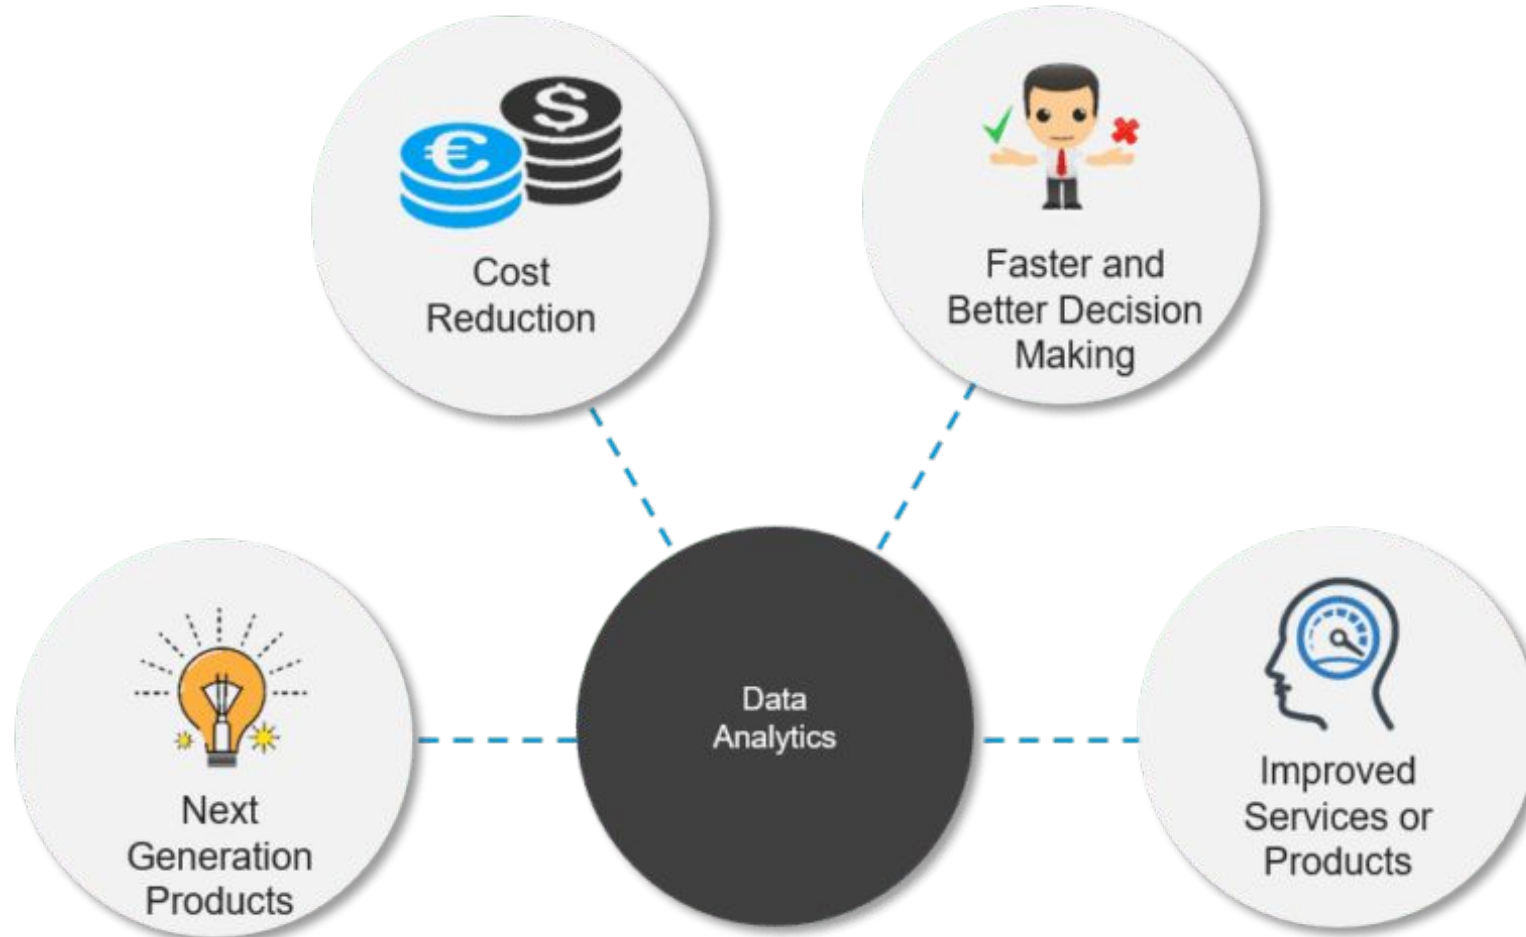 Cost
Reduction
Faster and
Better Decision
Making
Next
Generation
Products
Data
Analytics
Improved
Services or
Products